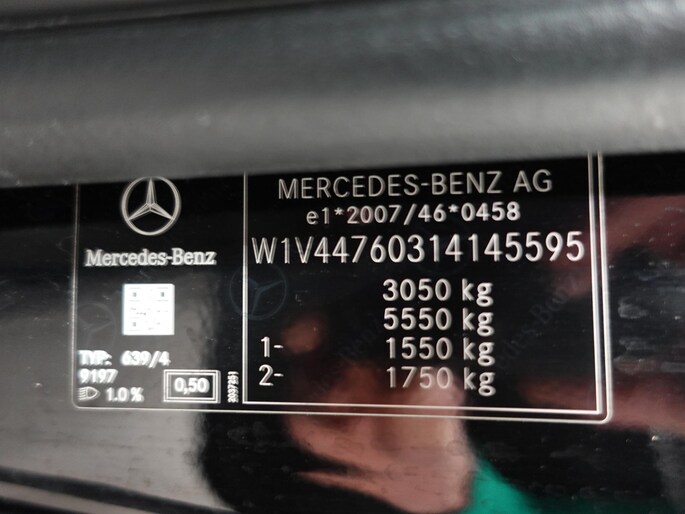 MERCEDES-BENZ AG
e1*2007/46*0458
W1V44760314145595
3050 kg
5550 kg
1- 1550 kg
2- 1750 kg
Mercedes-Benz
TYP: 639/4
9197
1.0 % 0,50